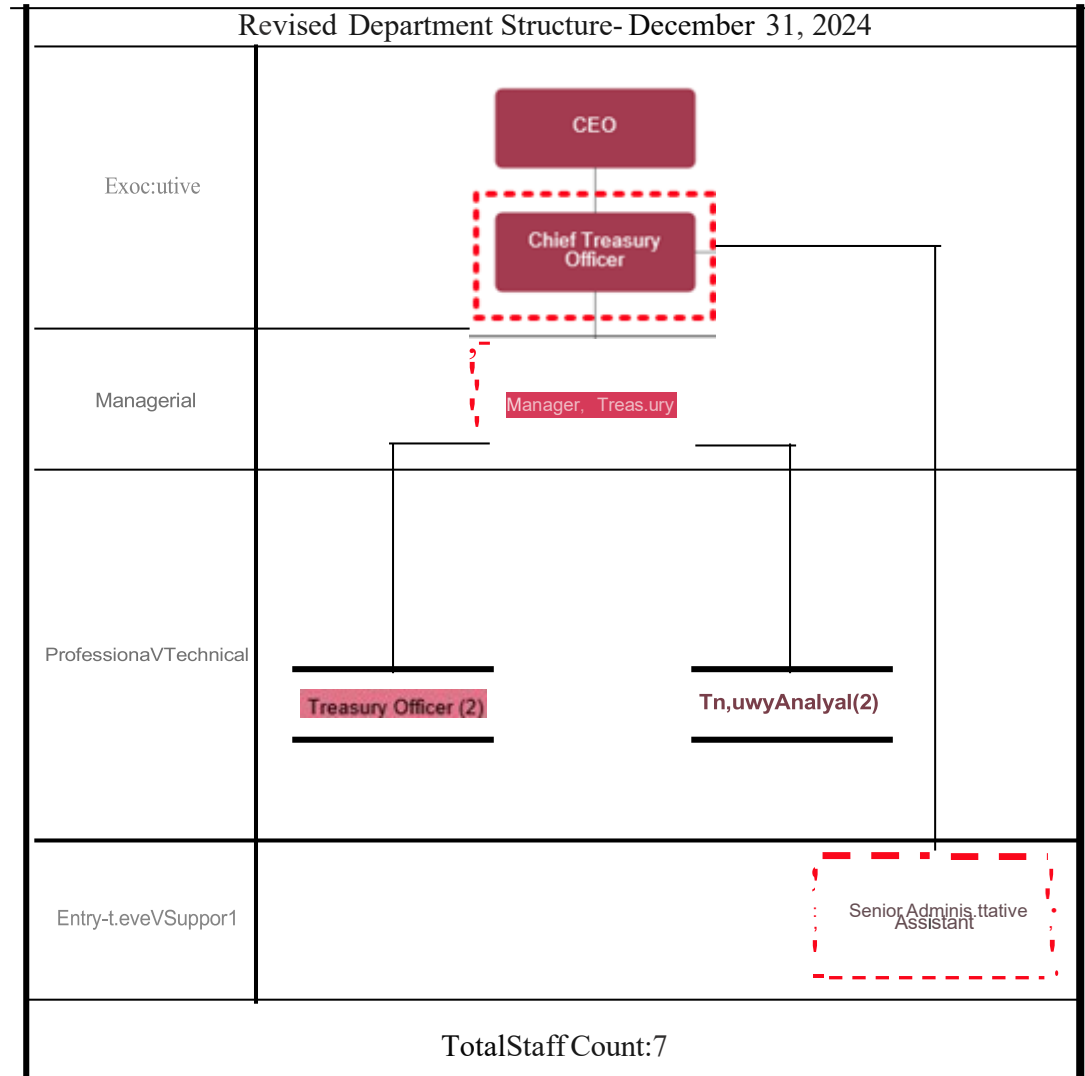 Revised Department Structure- December 31, 2024
CEO
Exoc:utive
Chief Treasury
Officer
Managerial
Manager, Treas.ury
ProfessionaVTechnical
Treasury Officer (2)
Tn,uwyAnalyal(2)
Entry-t.eveVSuppor1
Senior Adminis.ttative
Assistant
TotalStaff Count:7